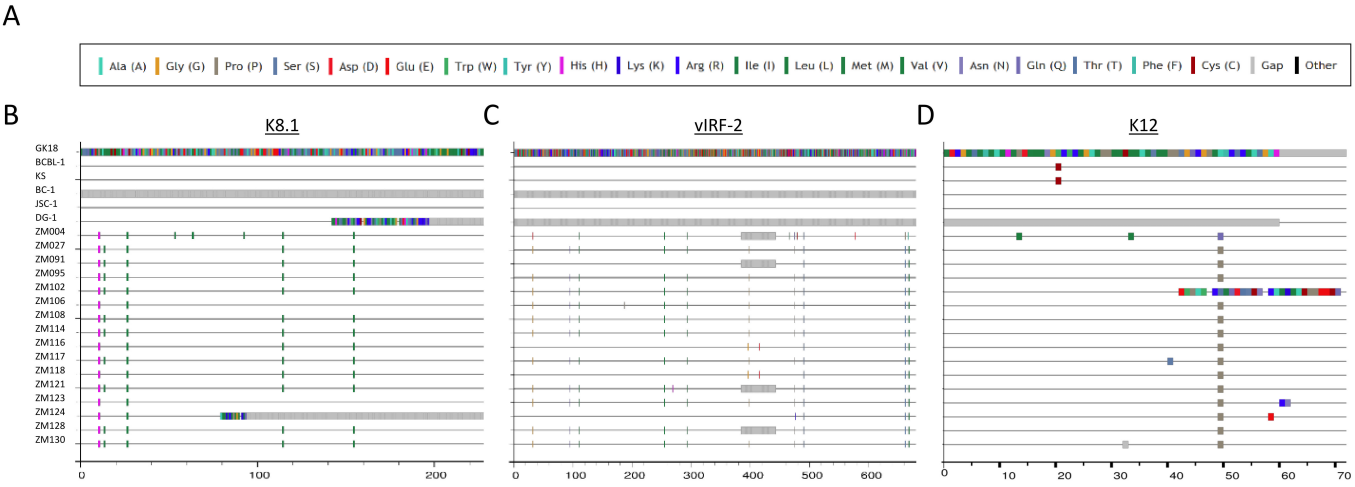 A
Ala (A) Gly (G) Pro (P) Ser (S) Asp (D) Glu (E) Trp (W) Tyr (Y) His (H) Lys (K) Arg (R) Ile (I) Leu (L) Met (M) Val (V) Asn (N) Gln (Q) Thr (T) Phe (F) Cys (C) Gap Other
B K8.1 C vIRF-2 D K12
GK18
BCBL-1
KS
BC-1
JSC-1
DG-1
ZM004
ZM027
ZM091
ZM095
ZM102
ZM106
ZM108
ZM114
ZM116
ZM117
ZM118
ZM121
ZM123
ZM124
ZM128
ZM130
0 100 200 0 100 200 300 400 500 600 0 10 20 30 40 50 60 70